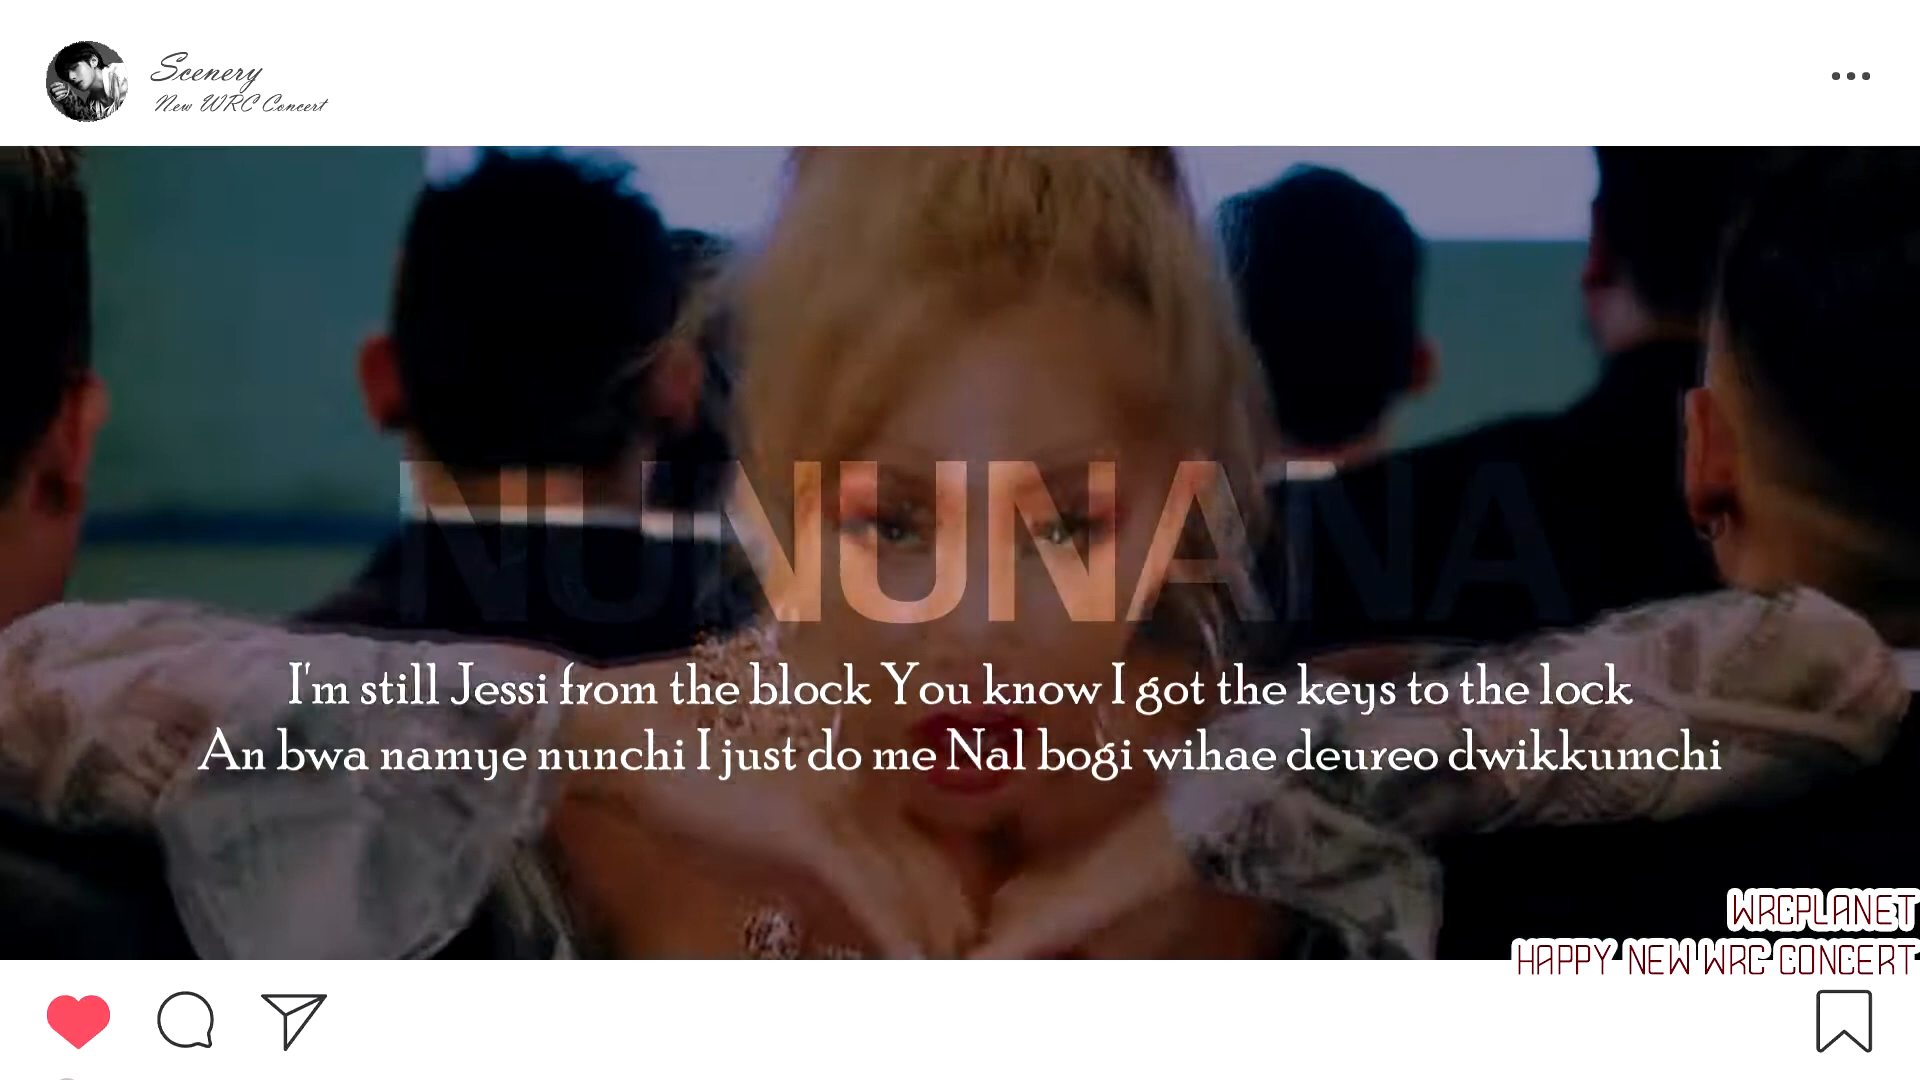 Scenery
New WRC Concert
NUNUNANA
I'm still Jessi from the block You know I got the keys to the lock
An bwa namye nunchi I just do me Nal bogi wihae deureo dwikkumchi
WRCPLANET
HAPPY NEW WRC CONCERT